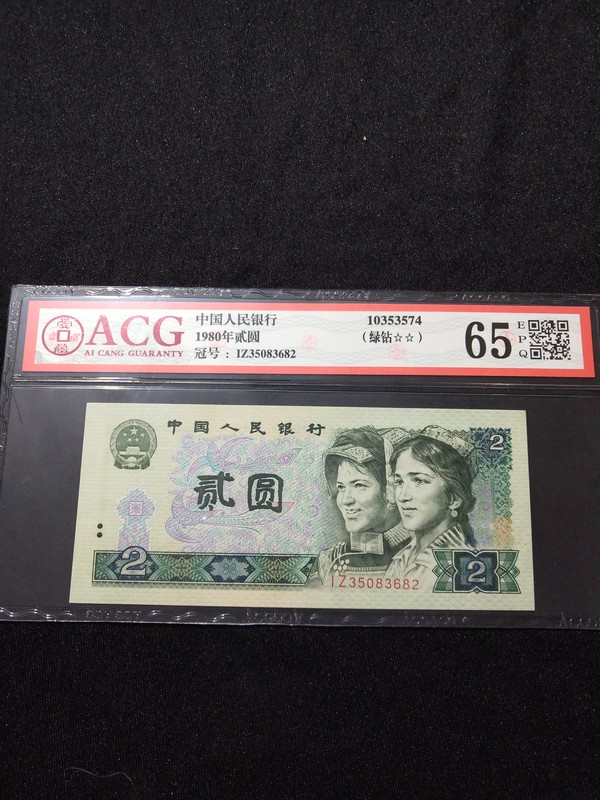 ACG
AI CANG GUARANTY
中国人民银行
1980年贰圆
冠号 : IZ35083682
10353574
(绿钻☆☆)
65
E
P
Q
中国人民银行
2
贰圆
2
IZ35083682
2